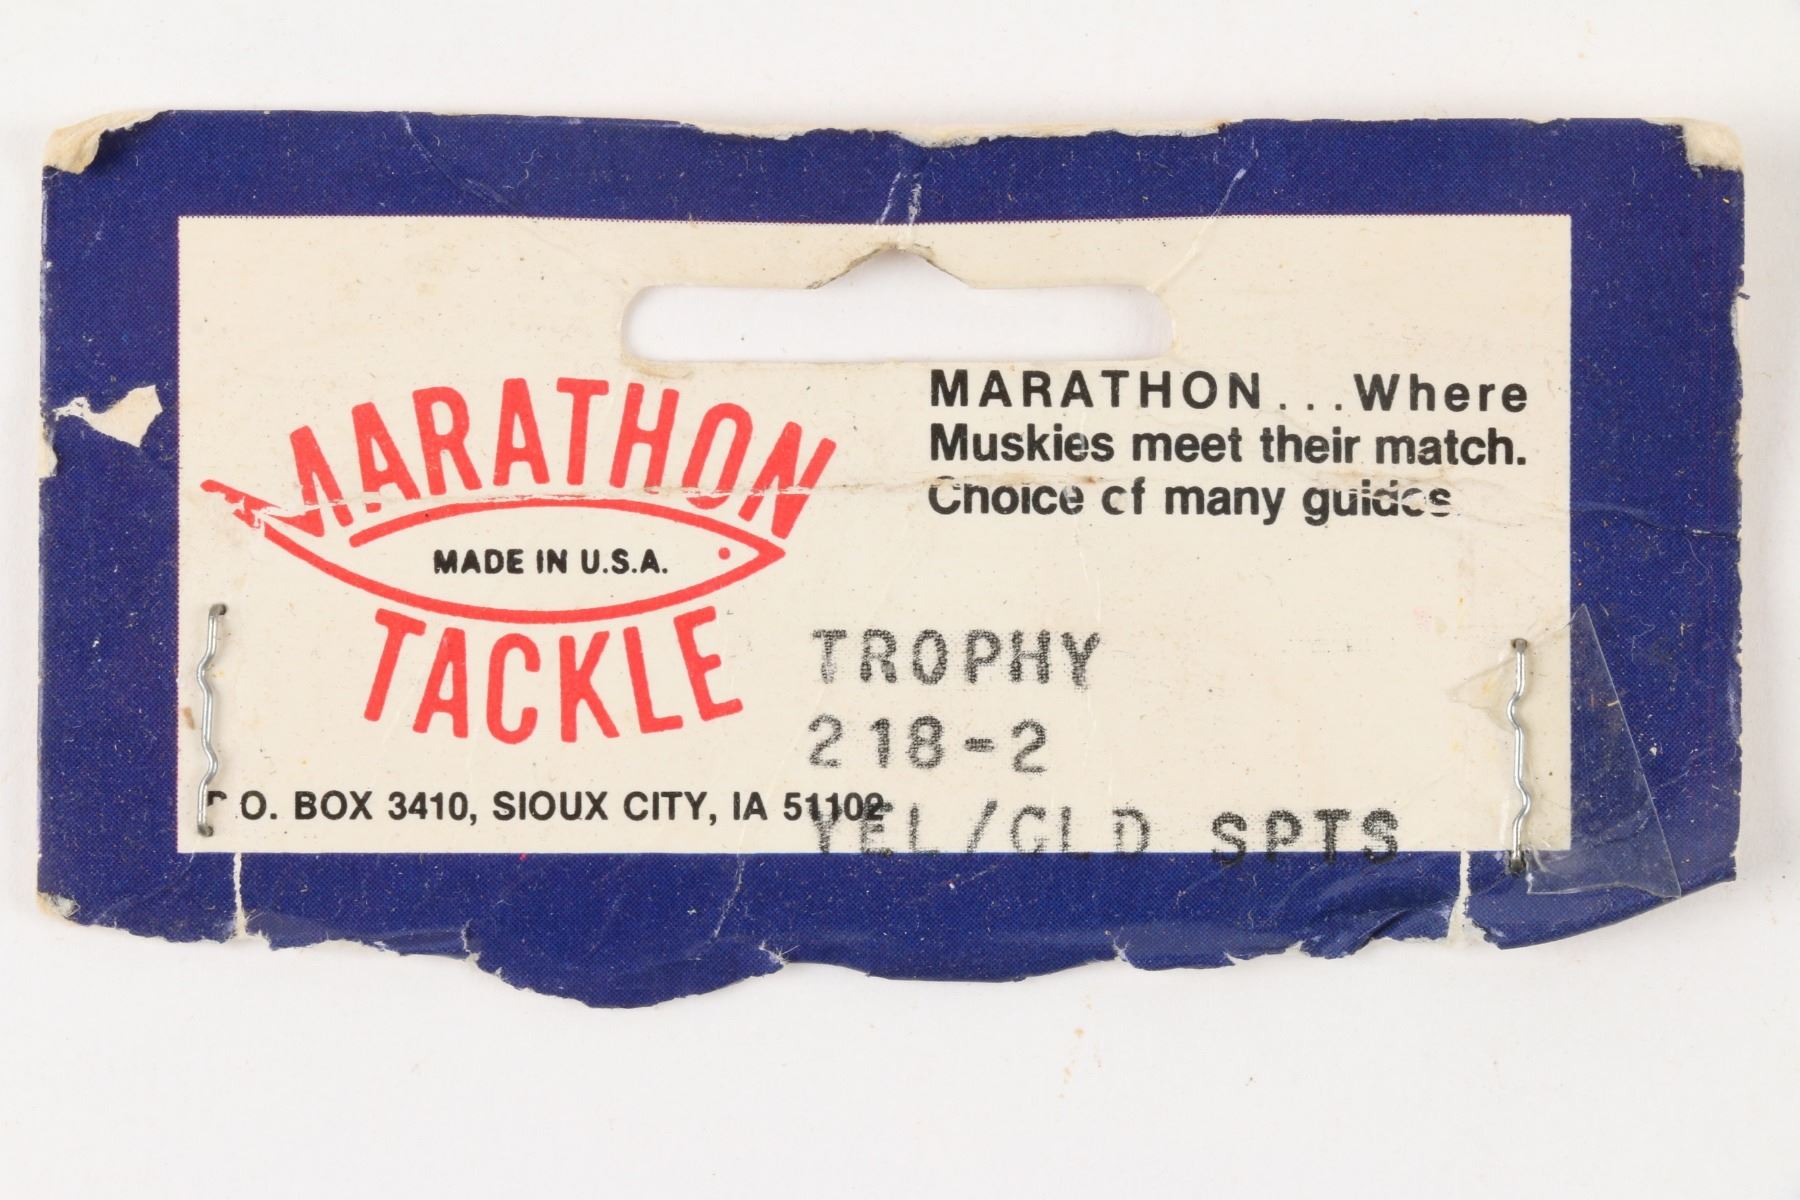 MARATHON
MADE IN U.S.A.
TACKLE
P.O. BOX 3410, SIOUX CITY, IA 51102
MARATHON...Where
Muskies meet their match.
Choice of many guides
TROPHY
218-2
YEL/GLD SPTS